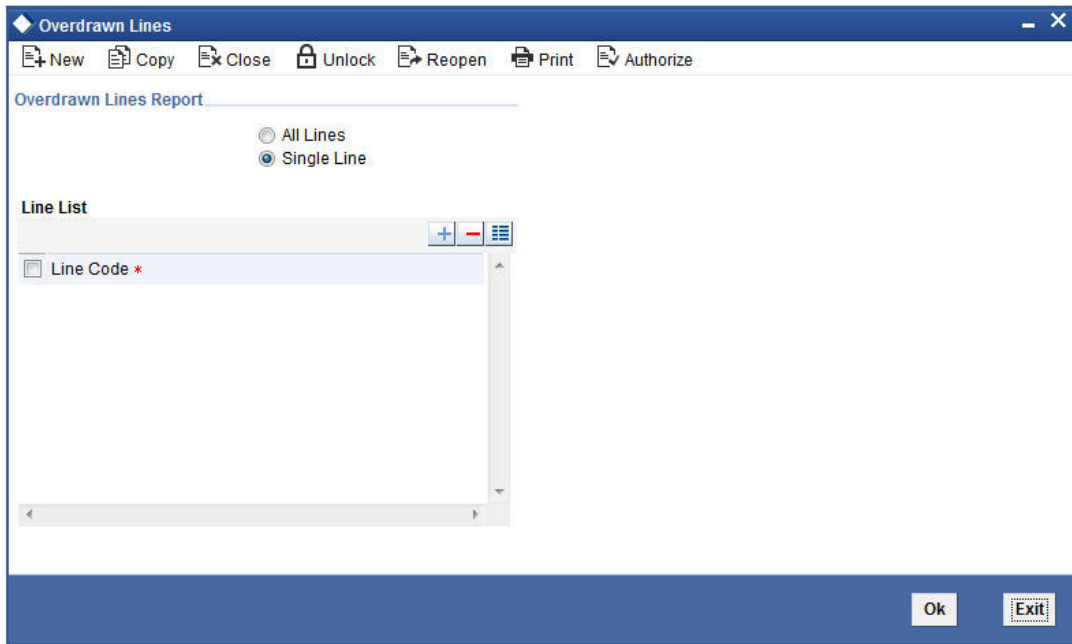 Overdrawn Lines
New Copy Close Unlock Reopen Print Authorize
Overdrawn Lines Report
All Lines
Single Line
Line List
Line Code *
Ok Exit